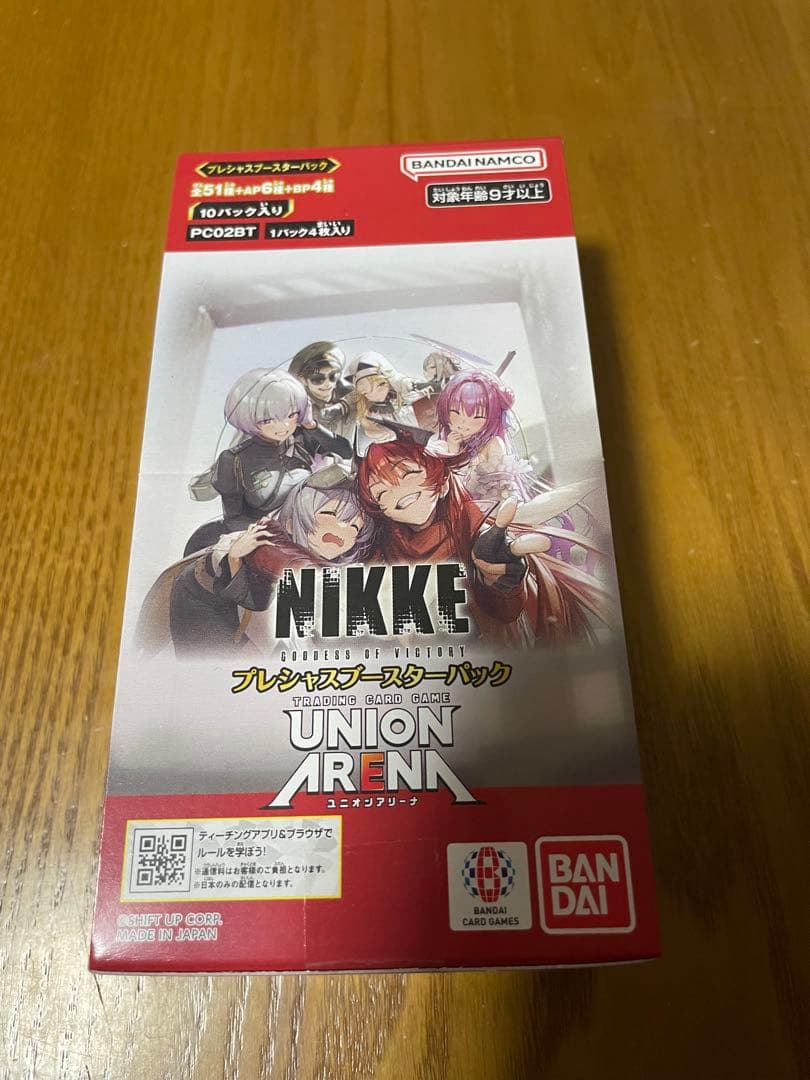 プレシャスブースターパック
全51種+AP6種+BP4種
10パック入り
PC02BT 1パック4枚入り
BANDAI NAMCO
対象年齢9才以上
NIKKE
GODDESS OF VICTORY
プレシャスブースターパック
TRADING CARD GAME
UNION
ARENA
ユニオンアリーナ
ティーチングアプリ&ブラウザで
ルールを学ぼう!
※通信料はお客様のご負担となります。
※日本のみの配信となります。
©SHIFT UP CORP.
MADE IN JAPAN
BANDAI
CARD GAMES
BAN
DAI